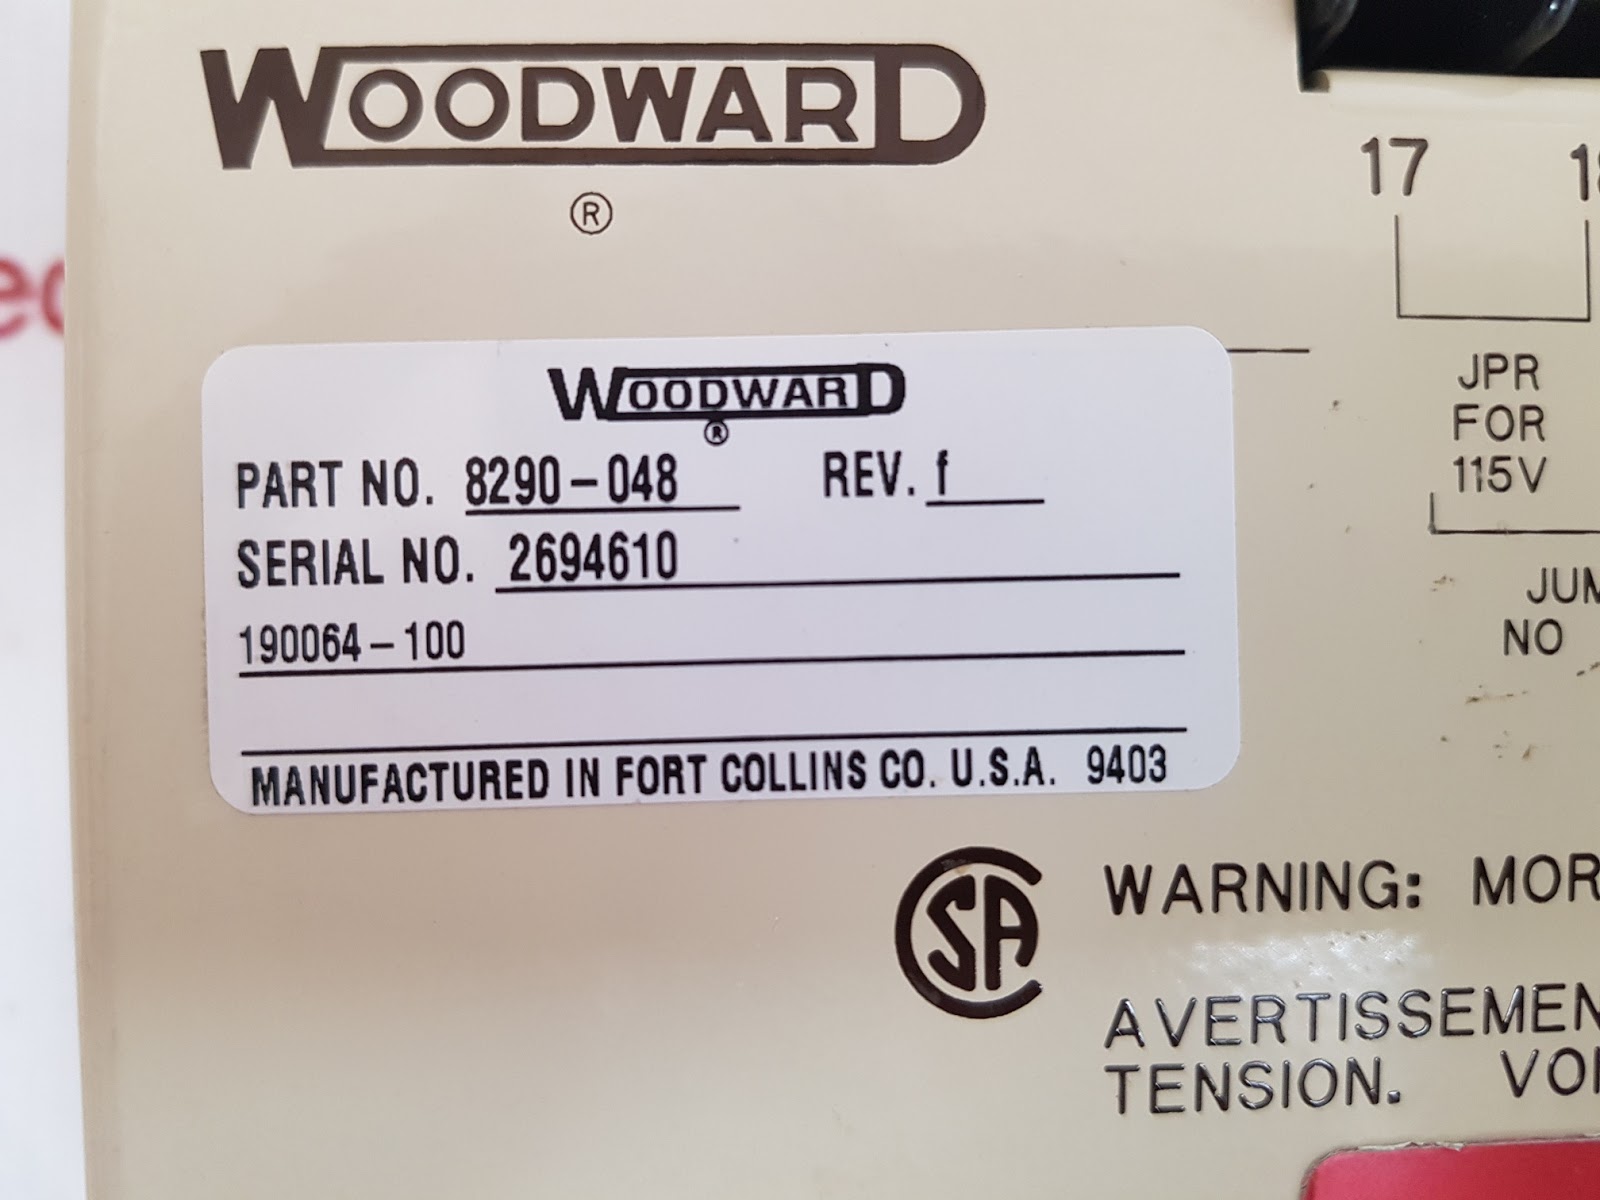 WOODWARD
®
17
JPR
FOR
115V
NO
WOODWARD
®
PART NO. 8290-048 REV. f
SERIAL NO. 2694610
190064-100
MANUFACTURED IN FORT COLLINS CO. U.S.A. 9403
CSA
WARNING:
TENSION.